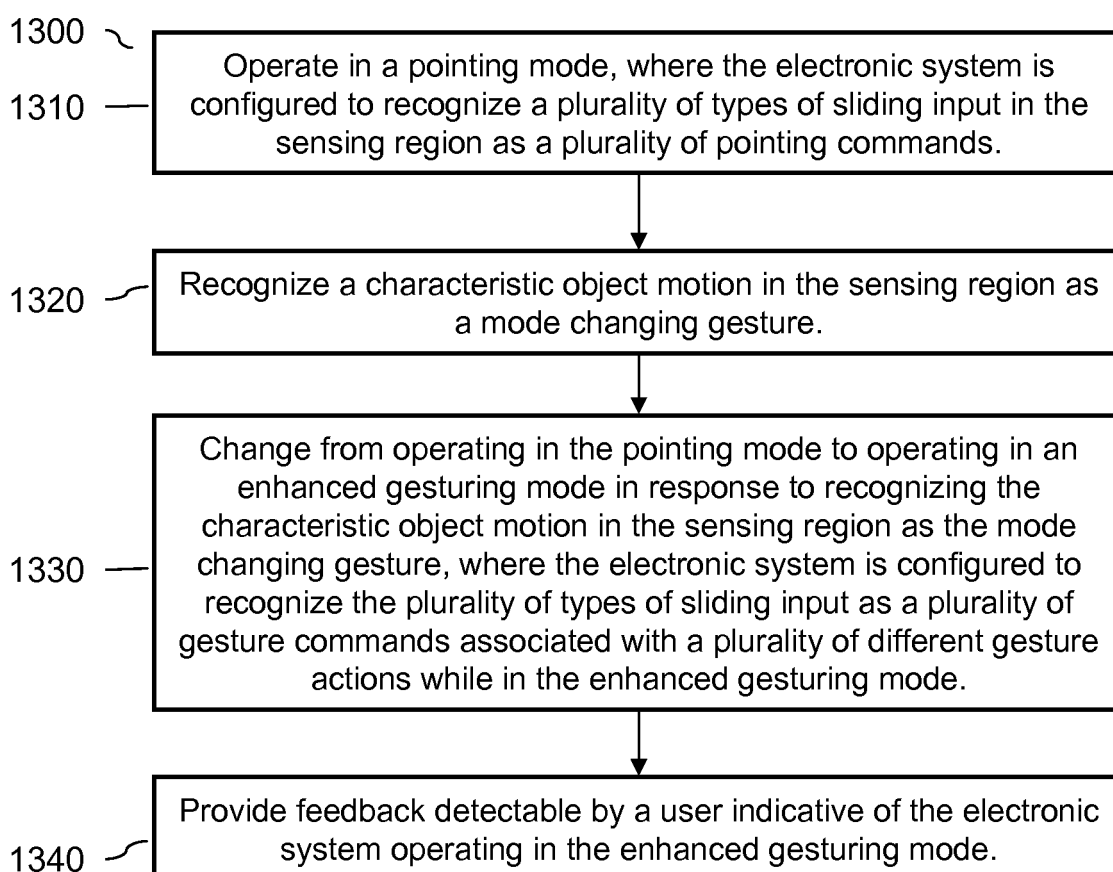 1300
1310
Operate in a pointing mode, where the electronic system is
configured to recognize a plurality of types of sliding input in the
sensing region as a plurality of pointing commands.
1320
Recognize a characteristic object motion in the sensing region as
a mode changing gesture.
1330
Change from operating in the pointing mode to operating in an
enhanced gesturing mode in response to recognizing the
characteristic object motion in the sensing region as the mode
changing gesture, where the electronic system is configured to
recognize the plurality of types of sliding input as a plurality of
gesture commands associated with a plurality of different gesture
actions while in the enhanced gesturing mode.
1340
Provide feedback detectable by a user indicative of the electronic
system operating in the enhanced gesturing mode.